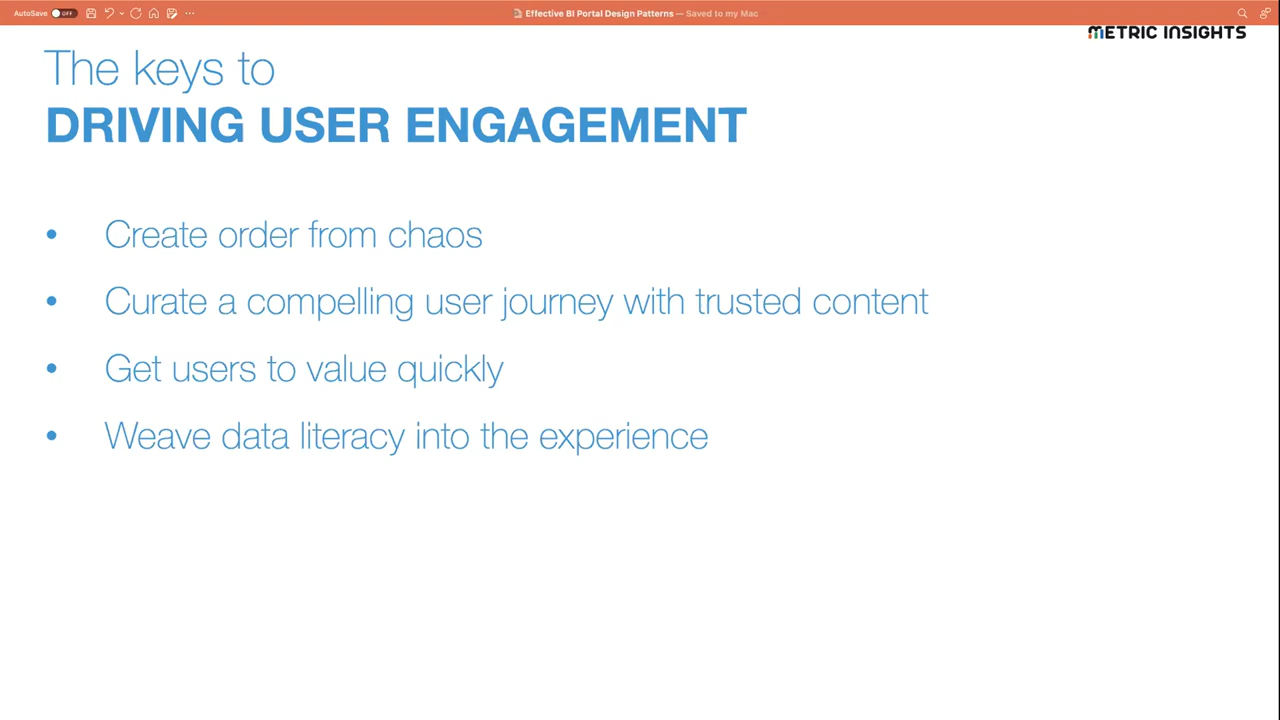 AutoSave OFF
Effective BI Portal Design Patterns — Saved to my Mac
METRIC INSIGHTS
The keys to
DRIVING USER ENGAGEMENT
• Create order from chaos
• Curate a compelling user journey with trusted content
• Get users to value quickly
• Weave data literacy into the experience